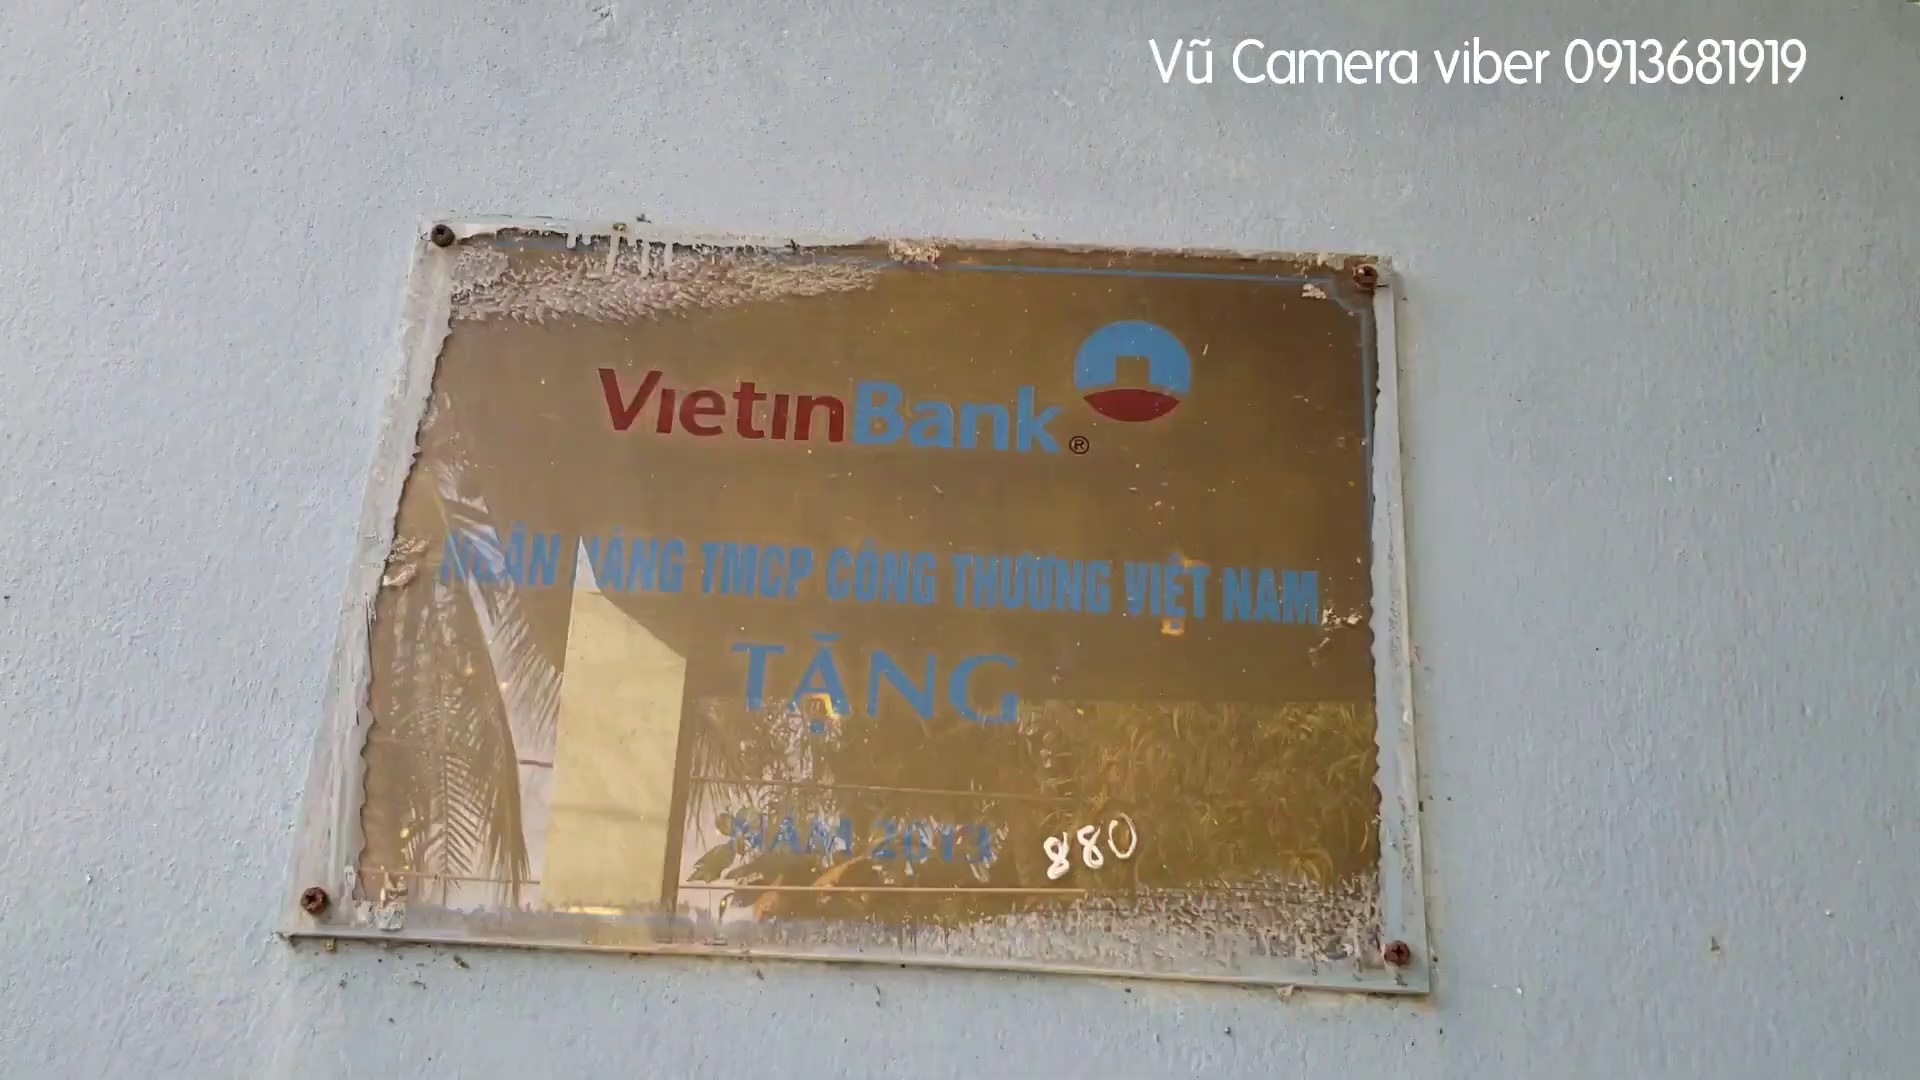 Vũ Camera viber 0913681919
VietinBank ®
NGÂN HÀNG TMCP CÔNG THƯƠNG VIỆT NAM
TẶNG
NĂM 2013 880